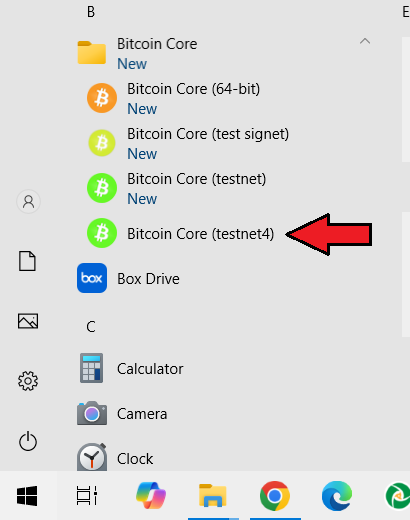 B
E
Bitcoin Core
New
Bitcoin Core (64-bit)
New
Bitcoin Core (test signet)
New
Bitcoin Core (testnet)
New
Bitcoin Core (testnet4)
box
Box Drive
C
Calculator
Camera
Clock